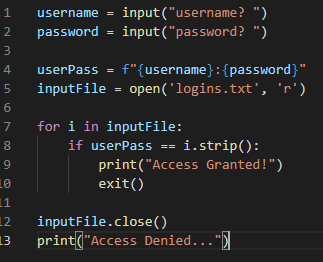 1 username = input("username? ")
2 password = input("password? ")
3
4 userPass = f"{username}:{password}"
5 inputFile = open('logins.txt', 'r')
6
7 for i in inputFile:
8     if userPass == i.strip():
9         print("Access Granted!")
10         exit()
11
12 inputFile.close()
13 print("Access Denied...")